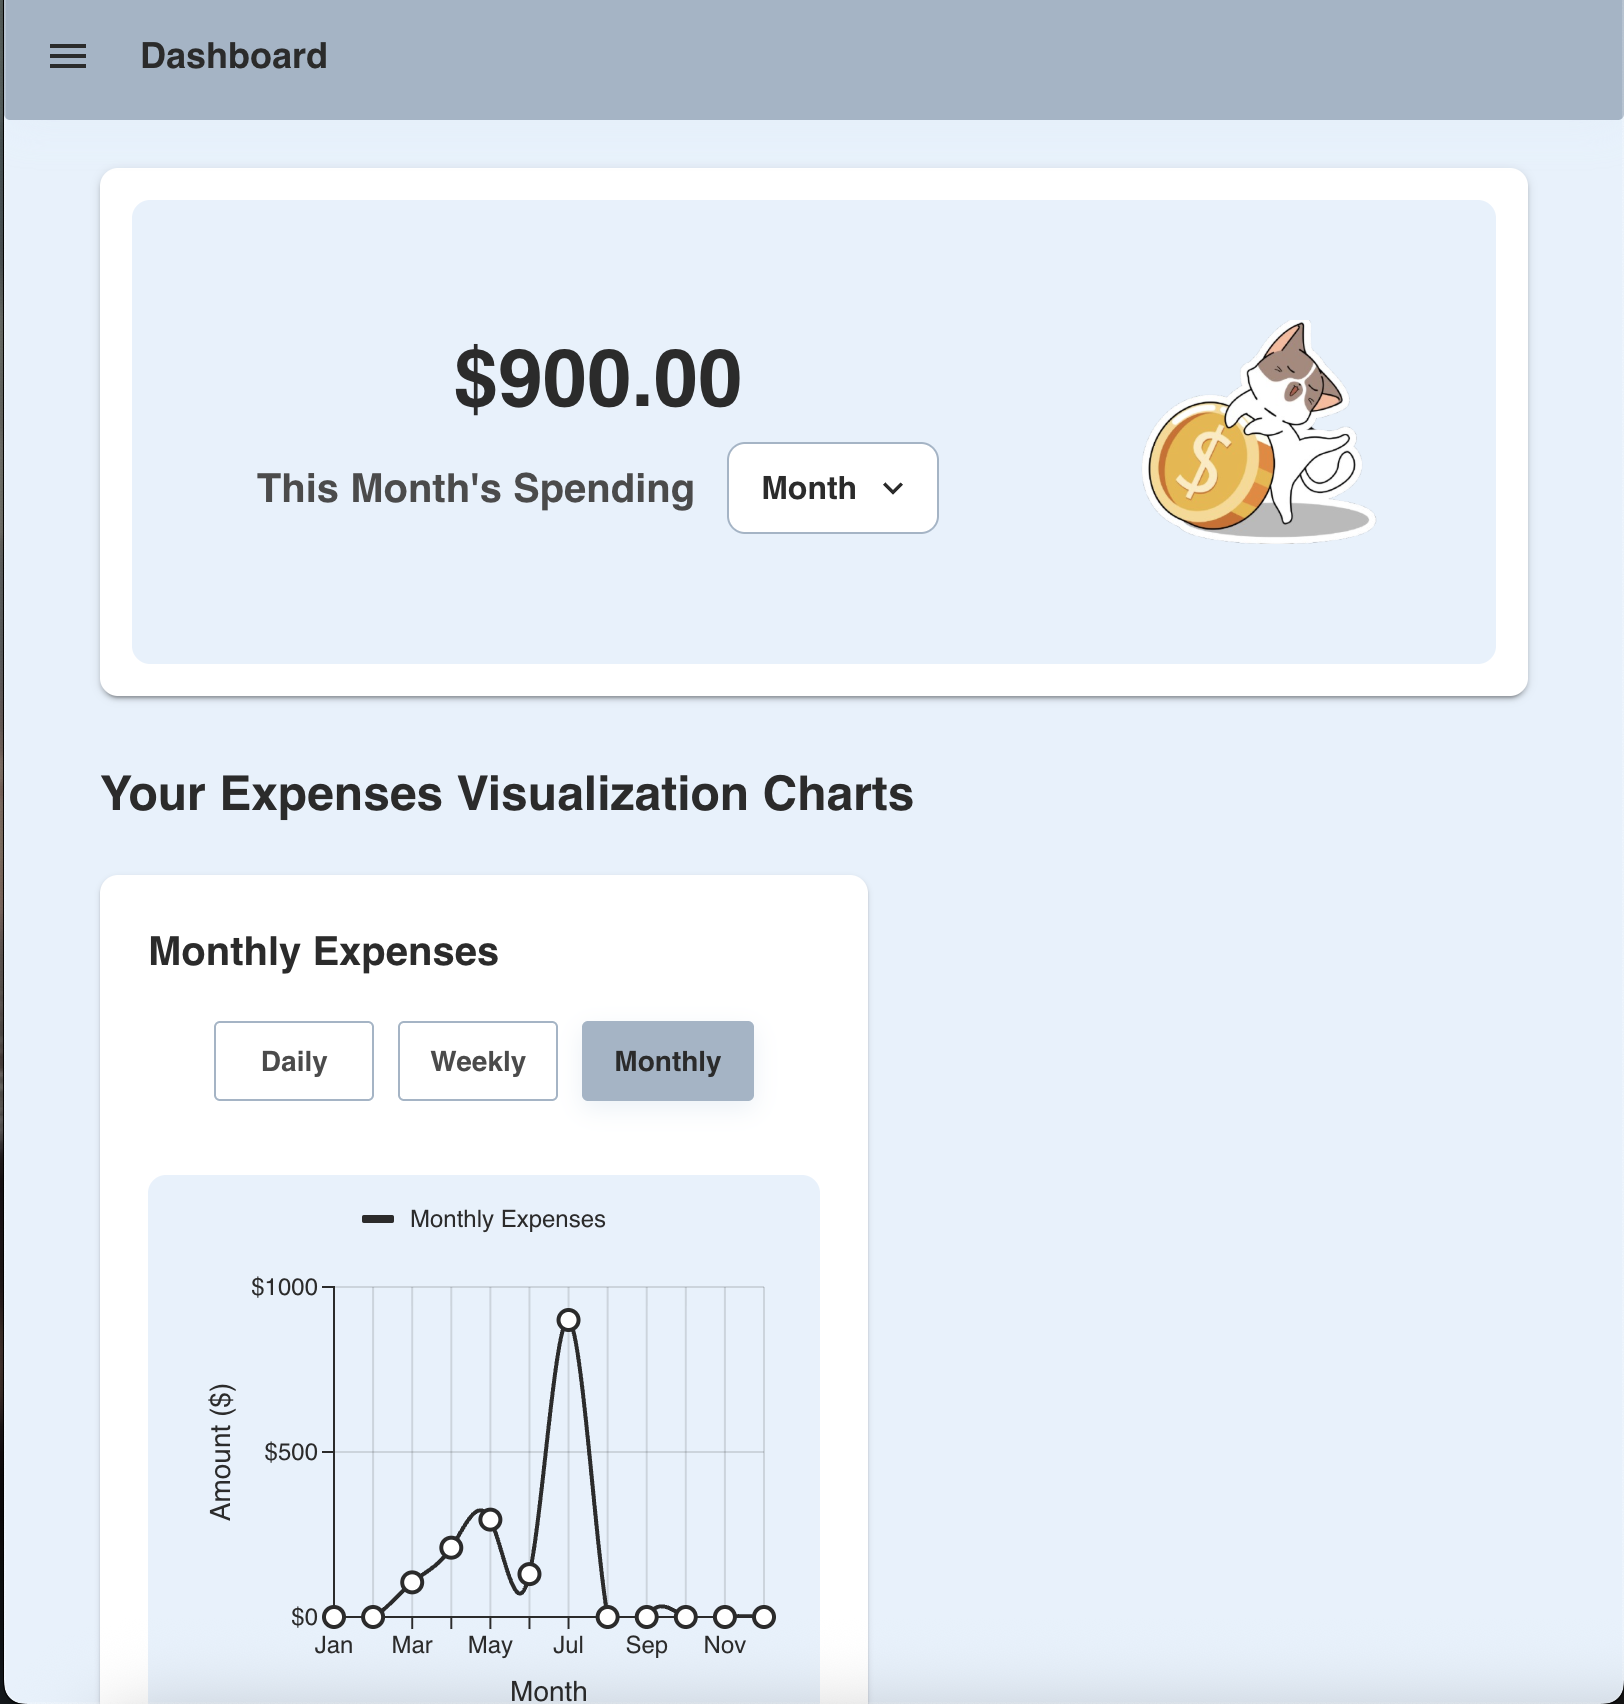 Dashboard
$900.00
This Month's Spending
Month
$
Your Expenses Visualization Charts
Monthly Expenses
Daily Weekly Monthly
Monthly Expenses
$1000
$500
$0
Amount ($)
Jan Mar May Jul Sep Nov
Month